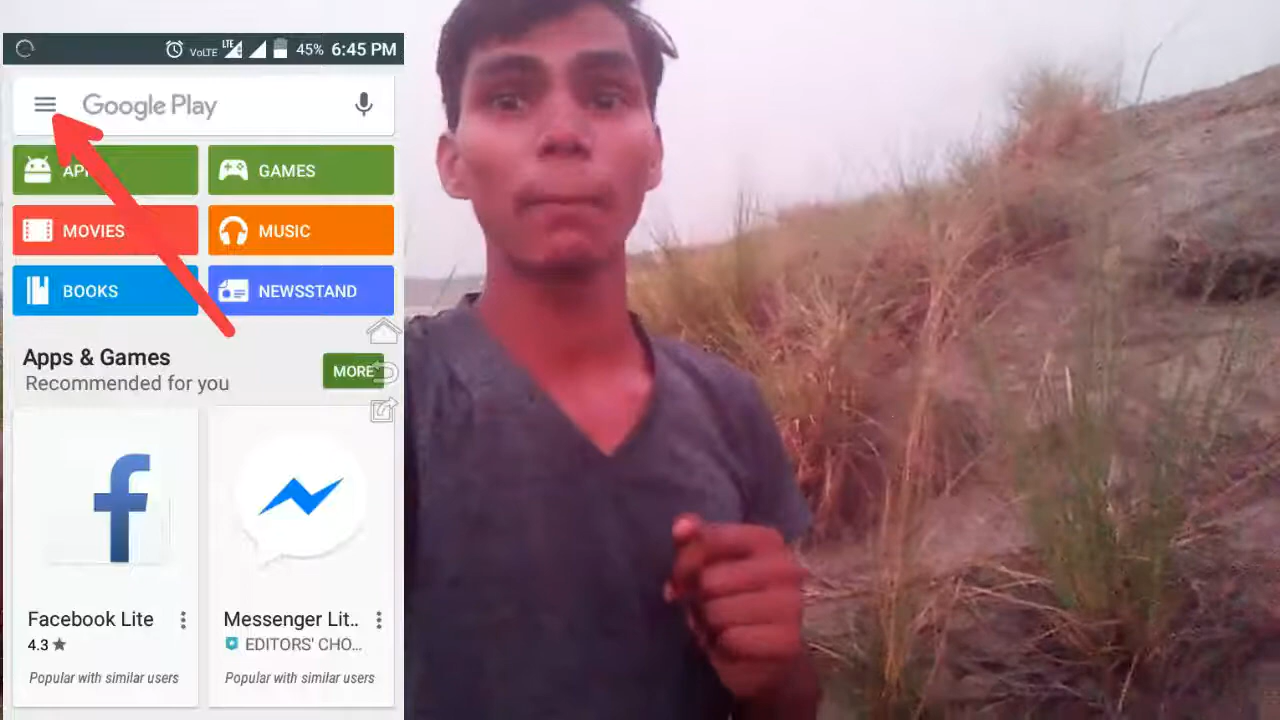 VoLTE LTE 45% 6:45 PM
Google Play
GAMES
MOVIES
MUSIC
BOOKS
NEWSSTAND
Apps & Games
Recommended for you
MORE
Facebook Lite
Messenger Lit..
4.3
EDITORS' CHO...
Popular with similar users
Popular with similar users